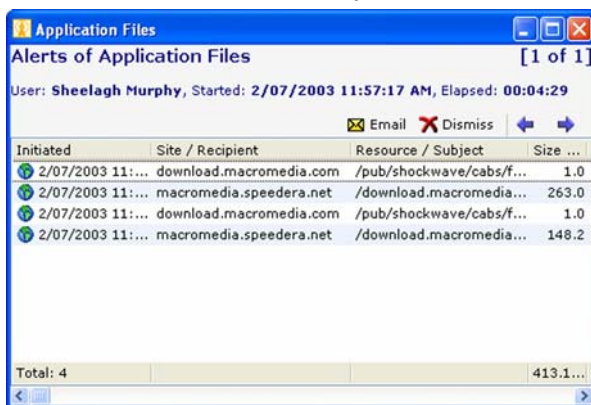 Application Files
Alerts of Application Files [1 of 1]
User: Sheelagh Murphy, Started: 2/07/2003 11:57:17 AM, Elapsed: 00:04:29
Email Dismiss
Initiated Site / Recipient Resource / Subject Size ...
2/07/2003 11:... download.macromedia.com /pub/shockwave/cabs/f... 1.0
2/07/2003 11:... macromedia.speedera.net /download.macromedia... 263.0
2/07/2003 11:... download.macromedia.com /pub/shockwave/cabs/f... 1.0
2/07/2003 11:... macromedia.speedera.net /download.macromedia... 148.2
Total: 4 413.1...